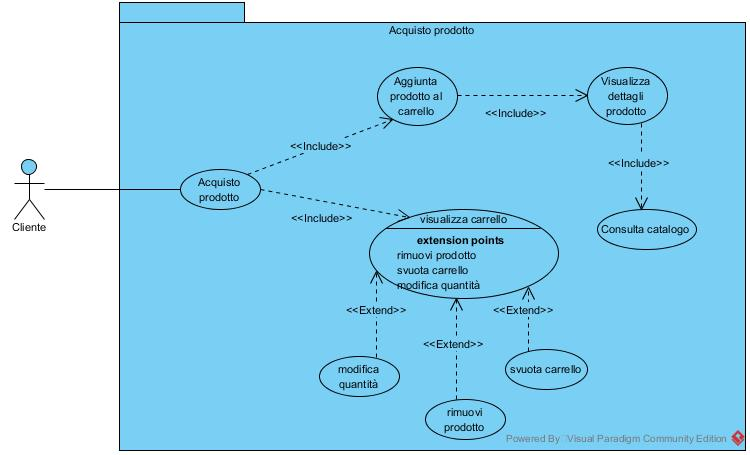 Acquisto prodotto
Aggiunta
prodotto al
carrello
<<Include>>
Visualizza
dettagli
prodotto
<<Include>>
<<Include>>
Acquisto
prodotto
Cliente
<<Include>>
Consulta catalogo
visualizza carrello
extension points
rimuovi prodotto
svuota carrello
modifica quantità
<<Extend>>
<<Extend>>
<<Extend>>
modifica
quantità
svuota carrello
rimuovi
prodotto
Powered By Visual Paradigm Community Edition